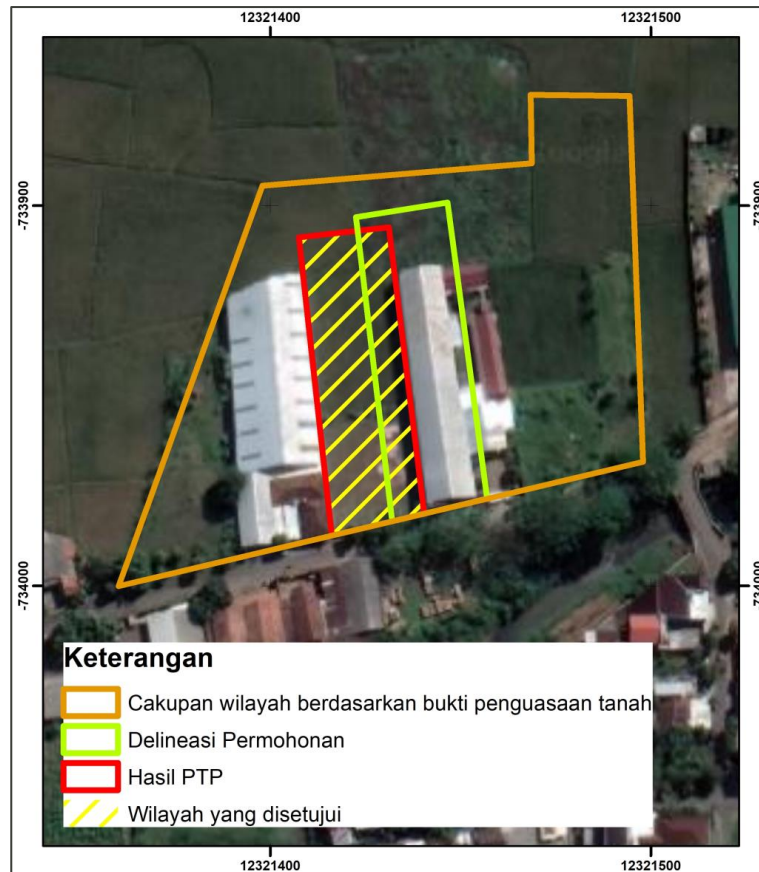 12321400
12321500
-733900
-733900
-734000
-734000
Keterangan
Cakupan wilayah berdasarkan bukti penguasaan tanah
Delineasi Permohonan
Hasil PTP
Wilayah yang disetujui
12321400
12321500